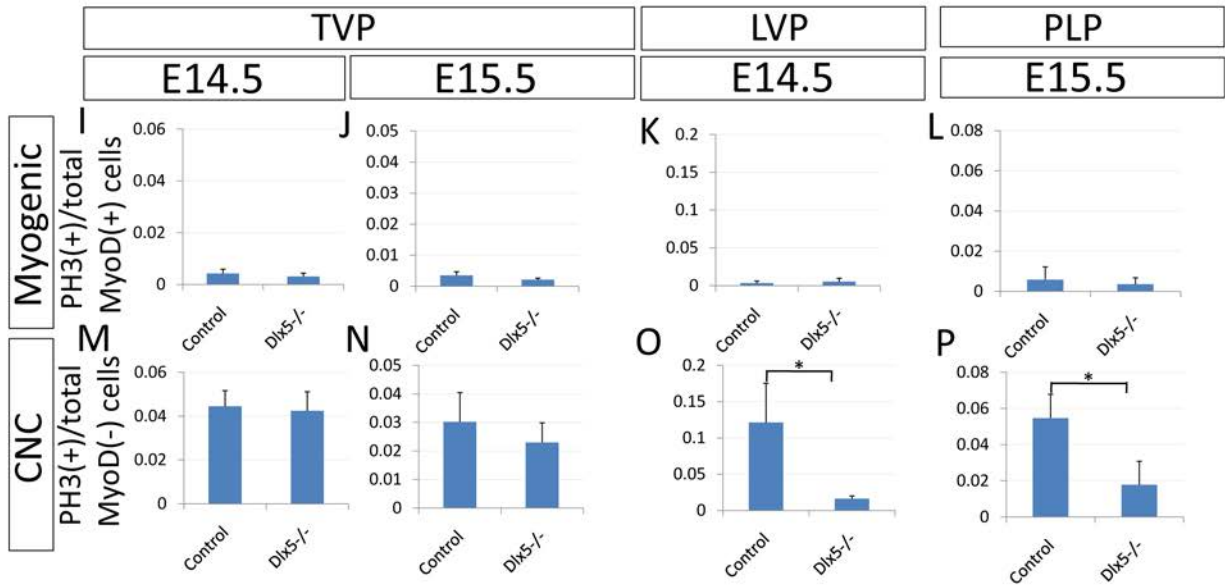 TVP LVP PLP
E14.5 E15.5 E14.5 E15.5
Myogenic
PH3(+)/total
MyoD(+) cells
I
0.06
0.04
0.02
0
Control Dlx5-/-
J
0.05
0.04
0.03
0.02
0.01
0
Control Dlx5-/-
K
0.2
0.15
0.1
0.05
0
Control Dlx5-/-
L
0.08
0.06
0.04
0.02
0
Control Dlx5-/-
CNC
PH3(+)/total
MyoD(-) cells
M
0.06
0.04
0.02
0
Control Dlx5-/-
N
0.05
0.04
0.03
0.02
0.01
0
Control Dlx5-/-
O
0.2
0.15
0.1
0.05
0
*
Control Dlx5-/-
P
0.08
0.06
0.04
0.02
0
*
Control Dlx5-/-